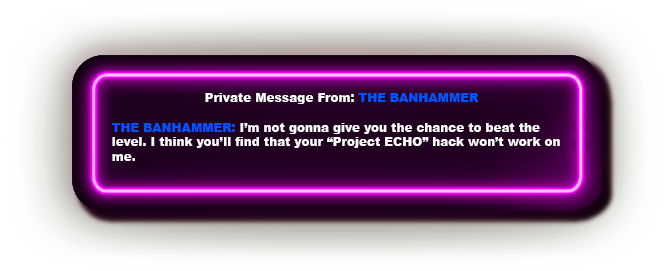 Private Message From: THE BANHAMMER
THE BANHAMMER: I’m not gonna give you the chance to beat the
level. I think you’ll find that your “Project ECHO” hack won’t work on
me.